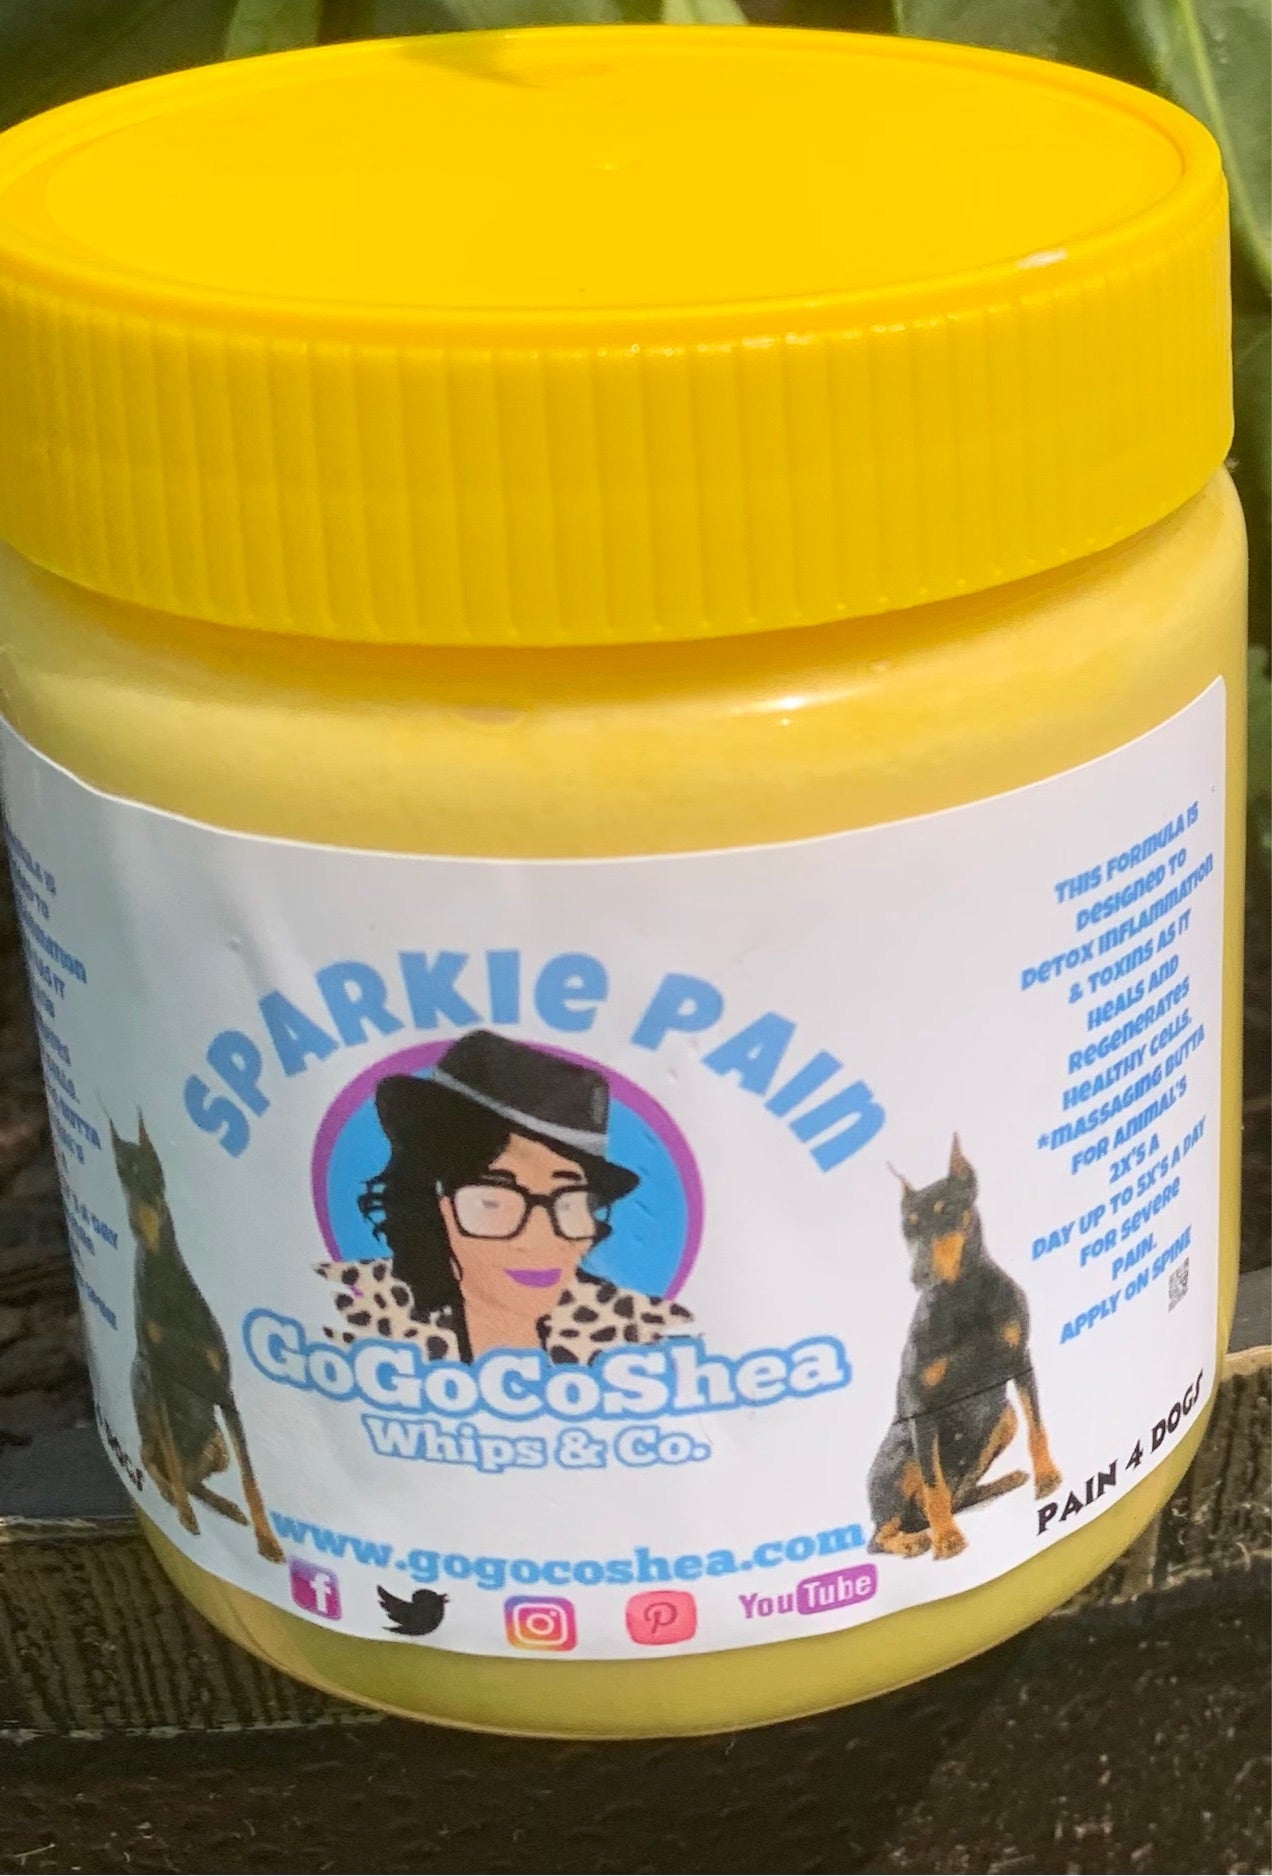 SPARKIE PAIN
GoGoCoShea
Whips & Co.
www.gogocoshea.com
f
YouTube
THIS FORMULA IS
DESIGNED TO
DETOX INFLAMMATION
& TOXINS AS IT
HEALS AND
REGENERATES
HEALTHY CELLS.
*MASSAGING BUTTA
FOR ANIMAL'S
2X'S A
DAY UP TO 5X'S A DAY
FOR SEVERE
PAIN.
APPLY ON SPINE
PAIN 4 DOGS